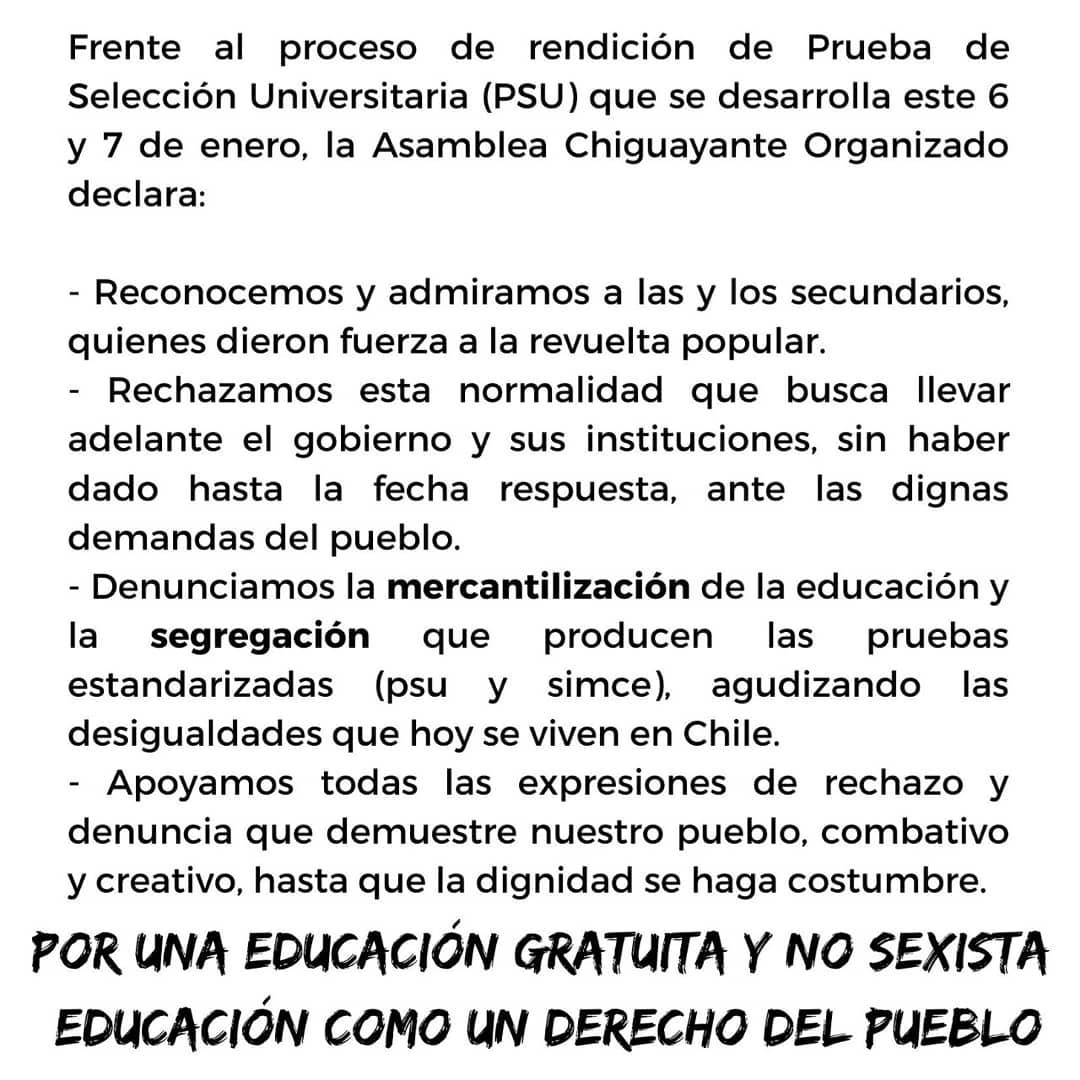 Frente al proceso de rendición de Prueba de
Selección Universitaria (PSU) que se desarrolla este 6
y 7 de enero, la Asamblea Chiguayante Organizado
declara:
- Reconocemos y admiramos a las y los secundarios,
quienes dieron fuerza a la revuelta popular.
- Rechazamos esta normalidad que busca llevar
adelante el gobierno y sus instituciones, sin haber
dado hasta la fecha respuesta, ante las dignas
demandas del pueblo.
- Denunciamos la mercantilización de la educación y
la segregación que producen las pruebas
estandarizadas (psu y simce), agudizando las
desigualdades que hoy se viven en Chile.
- Apoyamos todas las expresiones de rechazo y
denuncia que demuestre nuestro pueblo, combativo
y creativo, hasta que la dignidad se haga costumbre.
POR UNA EDUCACIÓN GRATUITA Y NO SEXISTA
EDUCACIÓN COMO UN DERECHO DEL PUEBLO